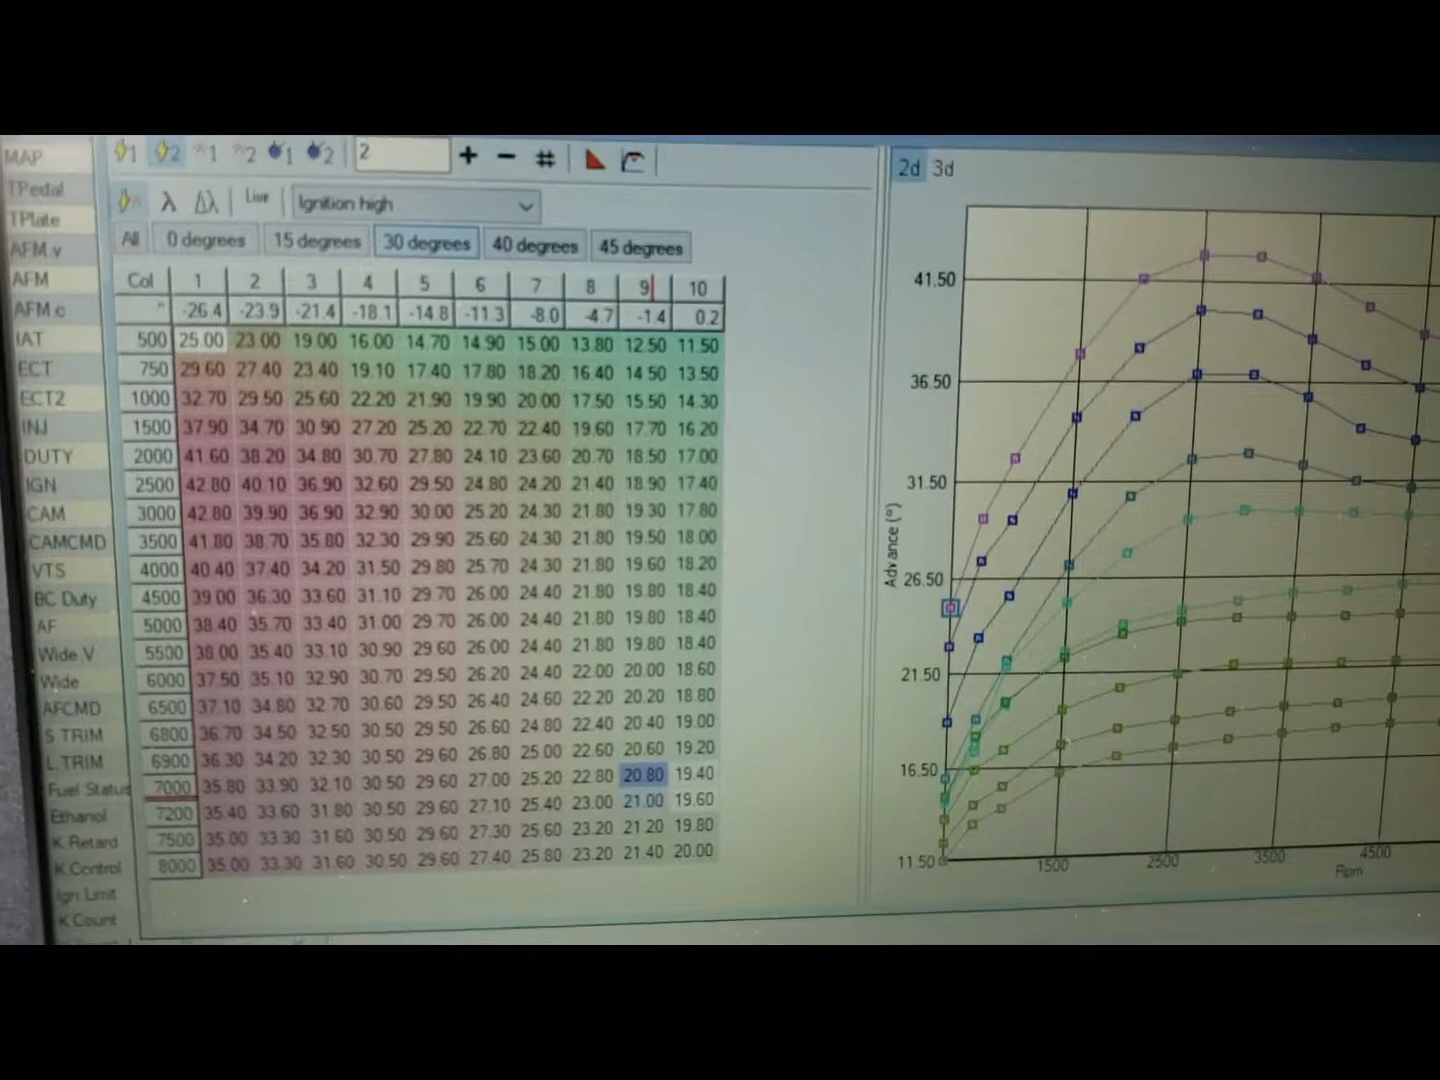 1 2 1 2 1 2 2 + - #
λ Δλ Live Ignition high
All 0 degrees 15 degrees 30 degrees 40 degrees 45 degrees
Col 1 2 3 4 5 6 7 8 9 10
" -26.4 -23.9 -21.4 -18.1 -14.8 -11.3 -8.0 -4.7 -1.4 0.2
500 25.00 23.00 19.00 16.00 14.70 14.90 15.00 13.80 12.50 11.50
750 29.60 27.40 23.40 19.10 17.40 17.80 18.20 16.40 14.50 13.50
1000 32.70 29.50 25.60 22.20 21.90 19.90 20.00 17.50 15.50 14.30
1500 37.90 34.70 30.90 27.20 25.20 22.70 22.40 19.60 17.70 16.20
2000 41.60 38.20 34.80 30.70 27.80 24.10 23.60 20.70 18.50 17.00
2500 42.80 40.10 36.90 32.60 29.50 24.80 24.20 21.40 18.90 17.40
3000 42.80 39.90 36.90 32.90 30.00 25.20 24.30 21.80 19.30 17.80
3500 41.80 38.70 35.80 32.30 29.90 25.60 24.30 21.80 19.50 18.00
4000 40.40 37.40 34.20 31.50 29.80 25.70 24.30 21.80 19.60 18.20
4500 39.00 36.30 33.60 31.10 29.70 26.00 24.40 21.80 19.80 18.40
5000 38.40 35.70 33.40 31.00 29.70 26.00 24.40 21.80 19.80 18.40
5500 38.00 35.40 33.10 30.90 29.60 26.00 24.40 21.80 19.80 18.40
6000 37.50 35.10 32.90 30.70 29.50 26.20 24.40 22.00 20.00 18.60
6500 37.10 34.80 32.70 30.60 29.50 26.40 24.60 22.20 20.20 18.80
6800 36.70 34.50 32.50 30.50 29.50 26.60 24.80 22.40 20.40 19.00
6900 36.30 34.20 32.30 30.50 29.60 26.80 25.00 22.60 20.60 19.20
7000 35.80 33.90 32.10 30.50 29.60 27.00 25.20 22.80 20.80 19.40
7200 35.40 33.60 31.80 30.50 29.60 27.10 25.40 23.00 21.00 19.60
7500 35.00 33.30 31.60 30.50 29.60 27.30 25.60 23.20 21.20 19.80
8000 35.00 33.30 31.60 30.50 29.60 27.40 25.80 23.20 21.40 20.00
MAP
TPedal
TPlate
AFM.v
AFM
AFM.c
IAT
ECT
ECT2
INJ
DUTY
IGN
CAM
CAMCMD
VTS
BC Duty
AF
Wide.V
Wide
AFCMD
S.TRIM
L.TRIM
Fuel Status
Ethanol
K.Retard
K.Control
Ign.Limit
K.Count
2d 3d
41.50
36.50
31.50
26.50
21.50
16.50
11.50
Advance (°)
1500 2500 3500 4500
Rpm